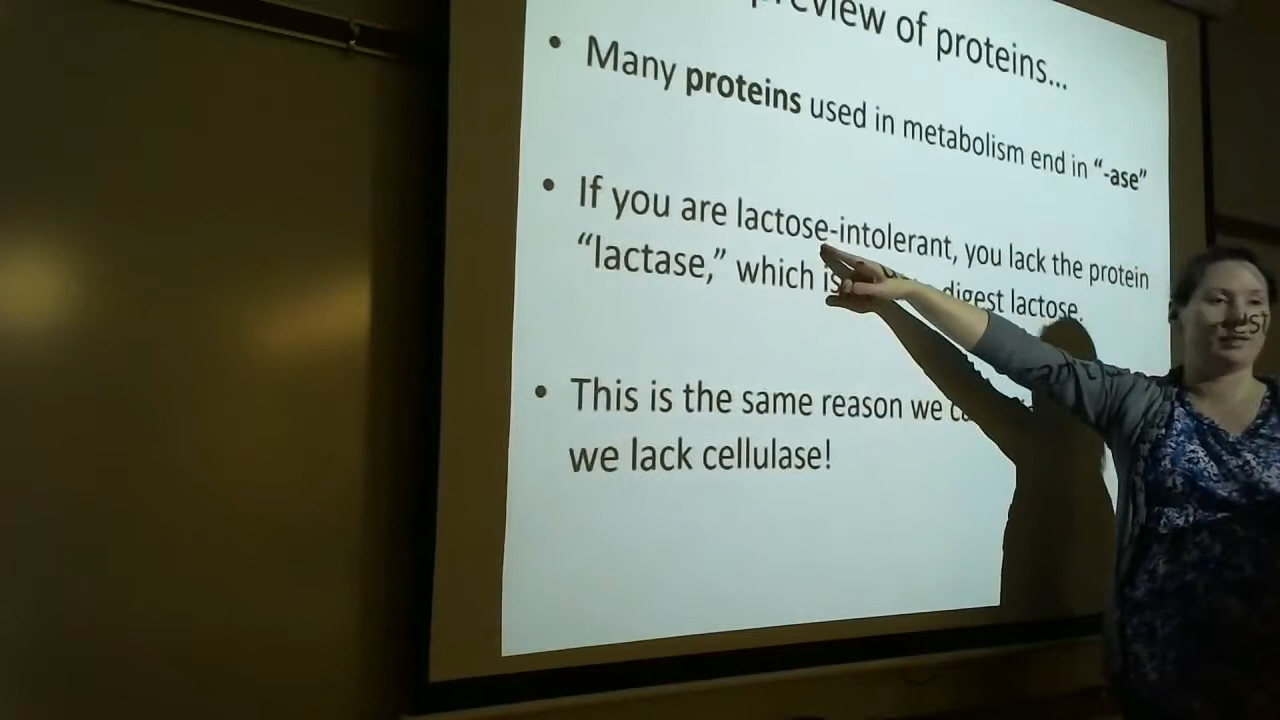 of proteins...
• Many proteins used in metabolism end in “-ase”
• If you are lactose-intolerant, you lack the protein
“lactase,” which is digest lactose.
• This is the same reason we
we lack cellulase!